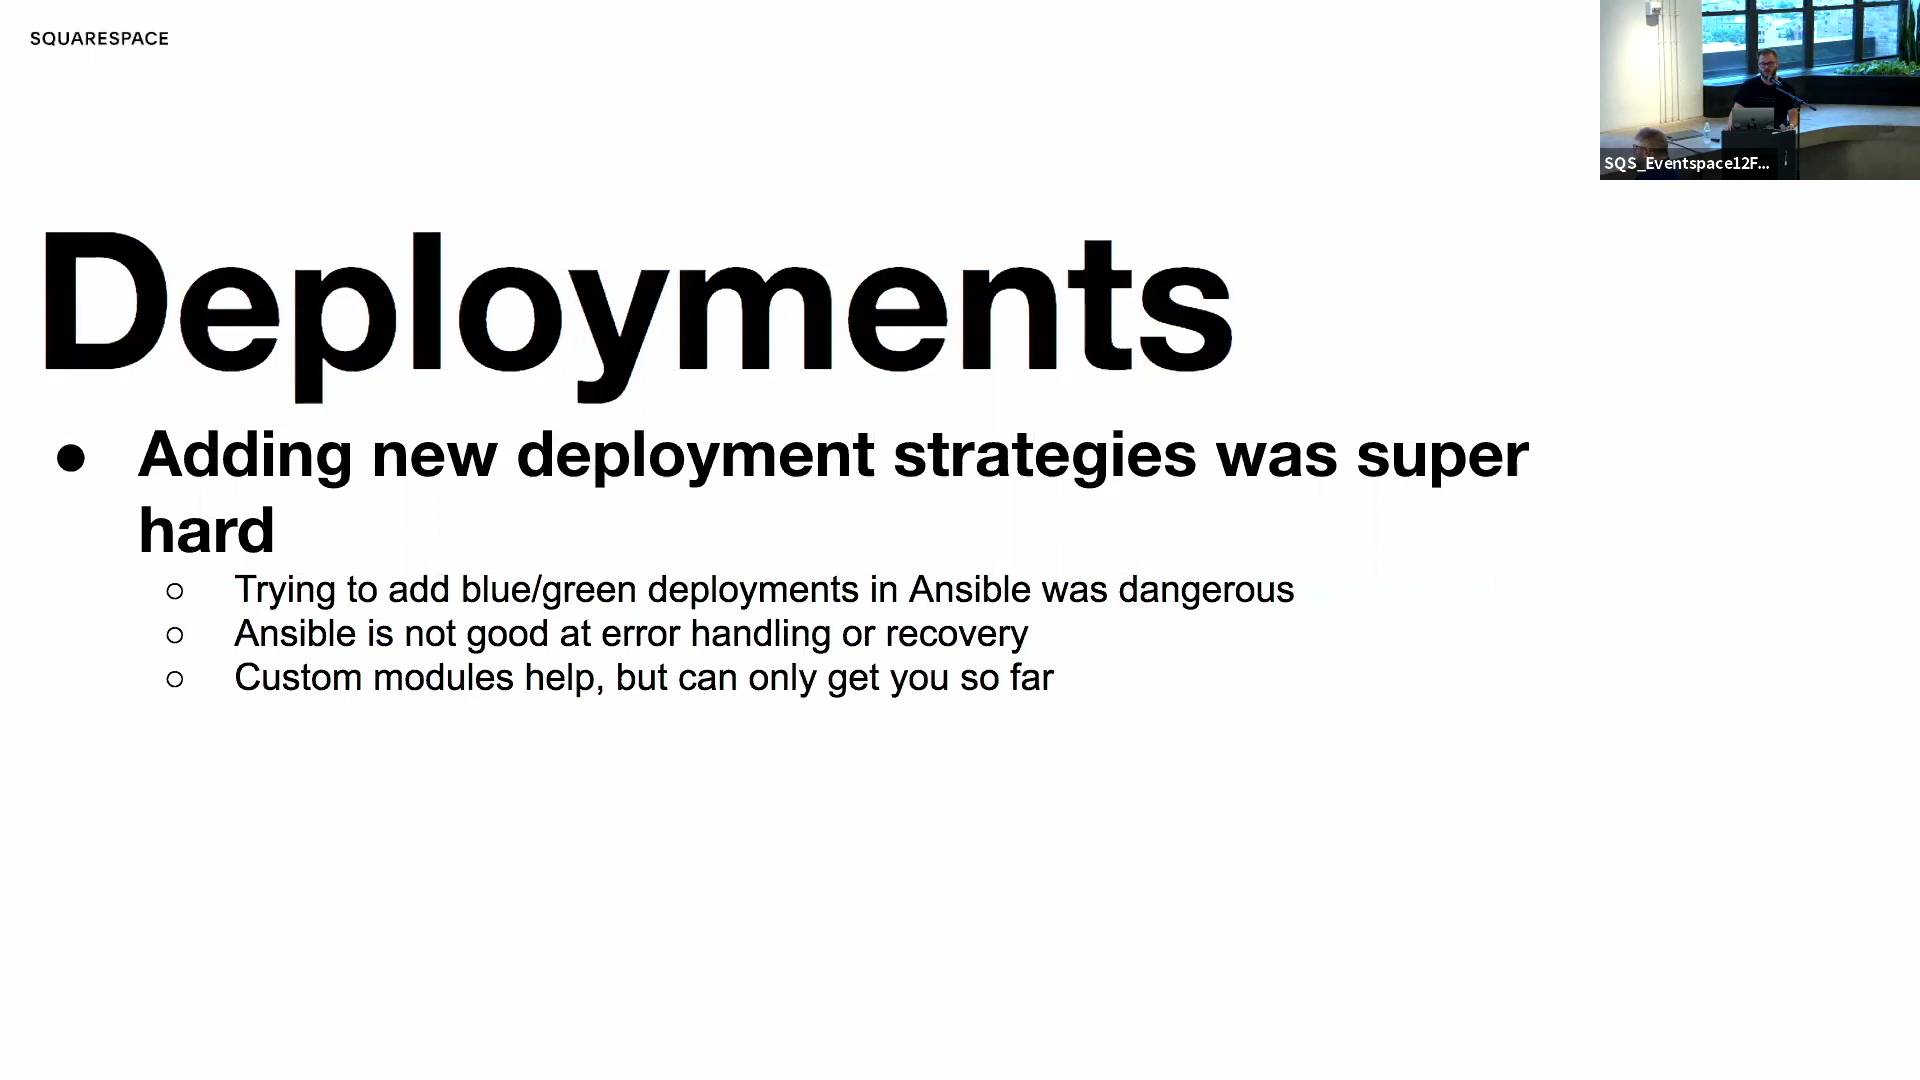 SQUARESPACE
SQS_Eventspace12F...
Deployments
● Adding new deployment strategies was super
hard
○ Trying to add blue/green deployments in Ansible was dangerous
○ Ansible is not good at error handling or recovery
○ Custom modules help, but can only get you so far